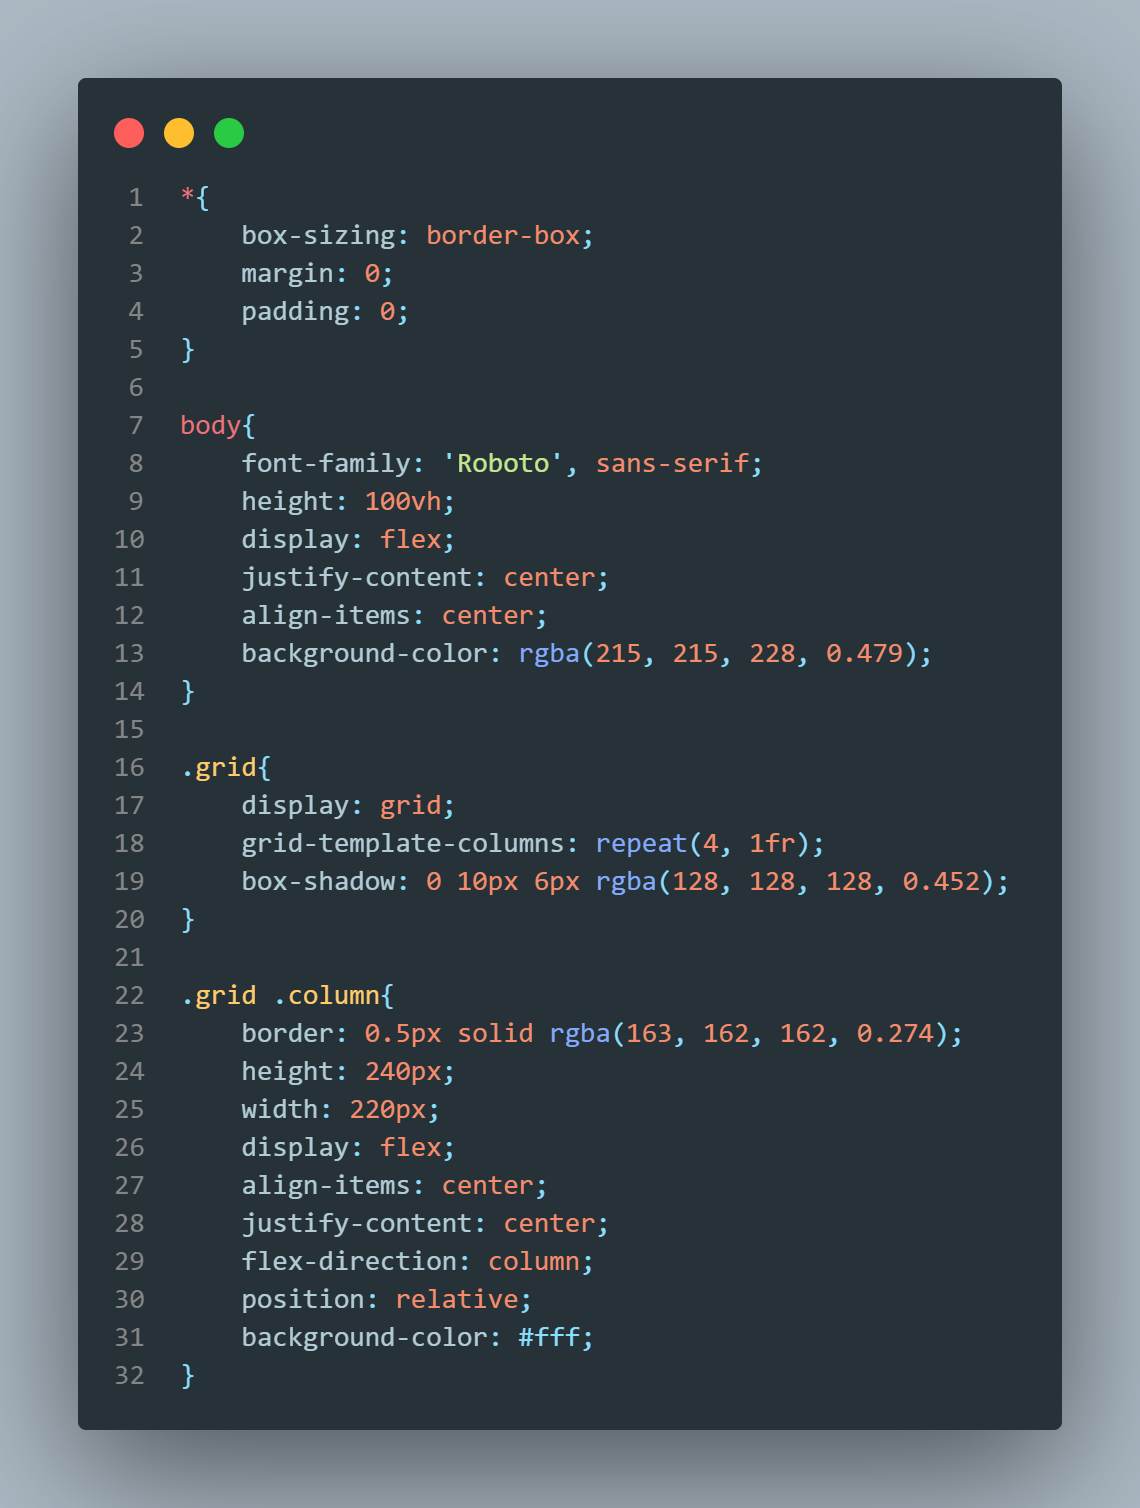 1 *{
2     box-sizing: border-box;
3     margin: 0;
4     padding: 0;
5 }
6
7 body{
8     font-family: 'Roboto', sans-serif;
9     height: 100vh;
10     display: flex;
11     justify-content: center;
12     align-items: center;
13     background-color: rgba(215, 215, 228, 0.479);
14 }
15
16 .grid{
17     display: grid;
18     grid-template-columns: repeat(4, 1fr);
19     box-shadow: 0 10px 6px rgba(128, 128, 128, 0.452);
20 }
21
22 .grid .column{
23     border: 0.5px solid rgba(163, 162, 162, 0.274);
24     height: 240px;
25     width: 220px;
26     display: flex;
27     align-items: center;
28     justify-content: center;
29     flex-direction: column;
30     position: relative;
31     background-color: #fff;
32 }